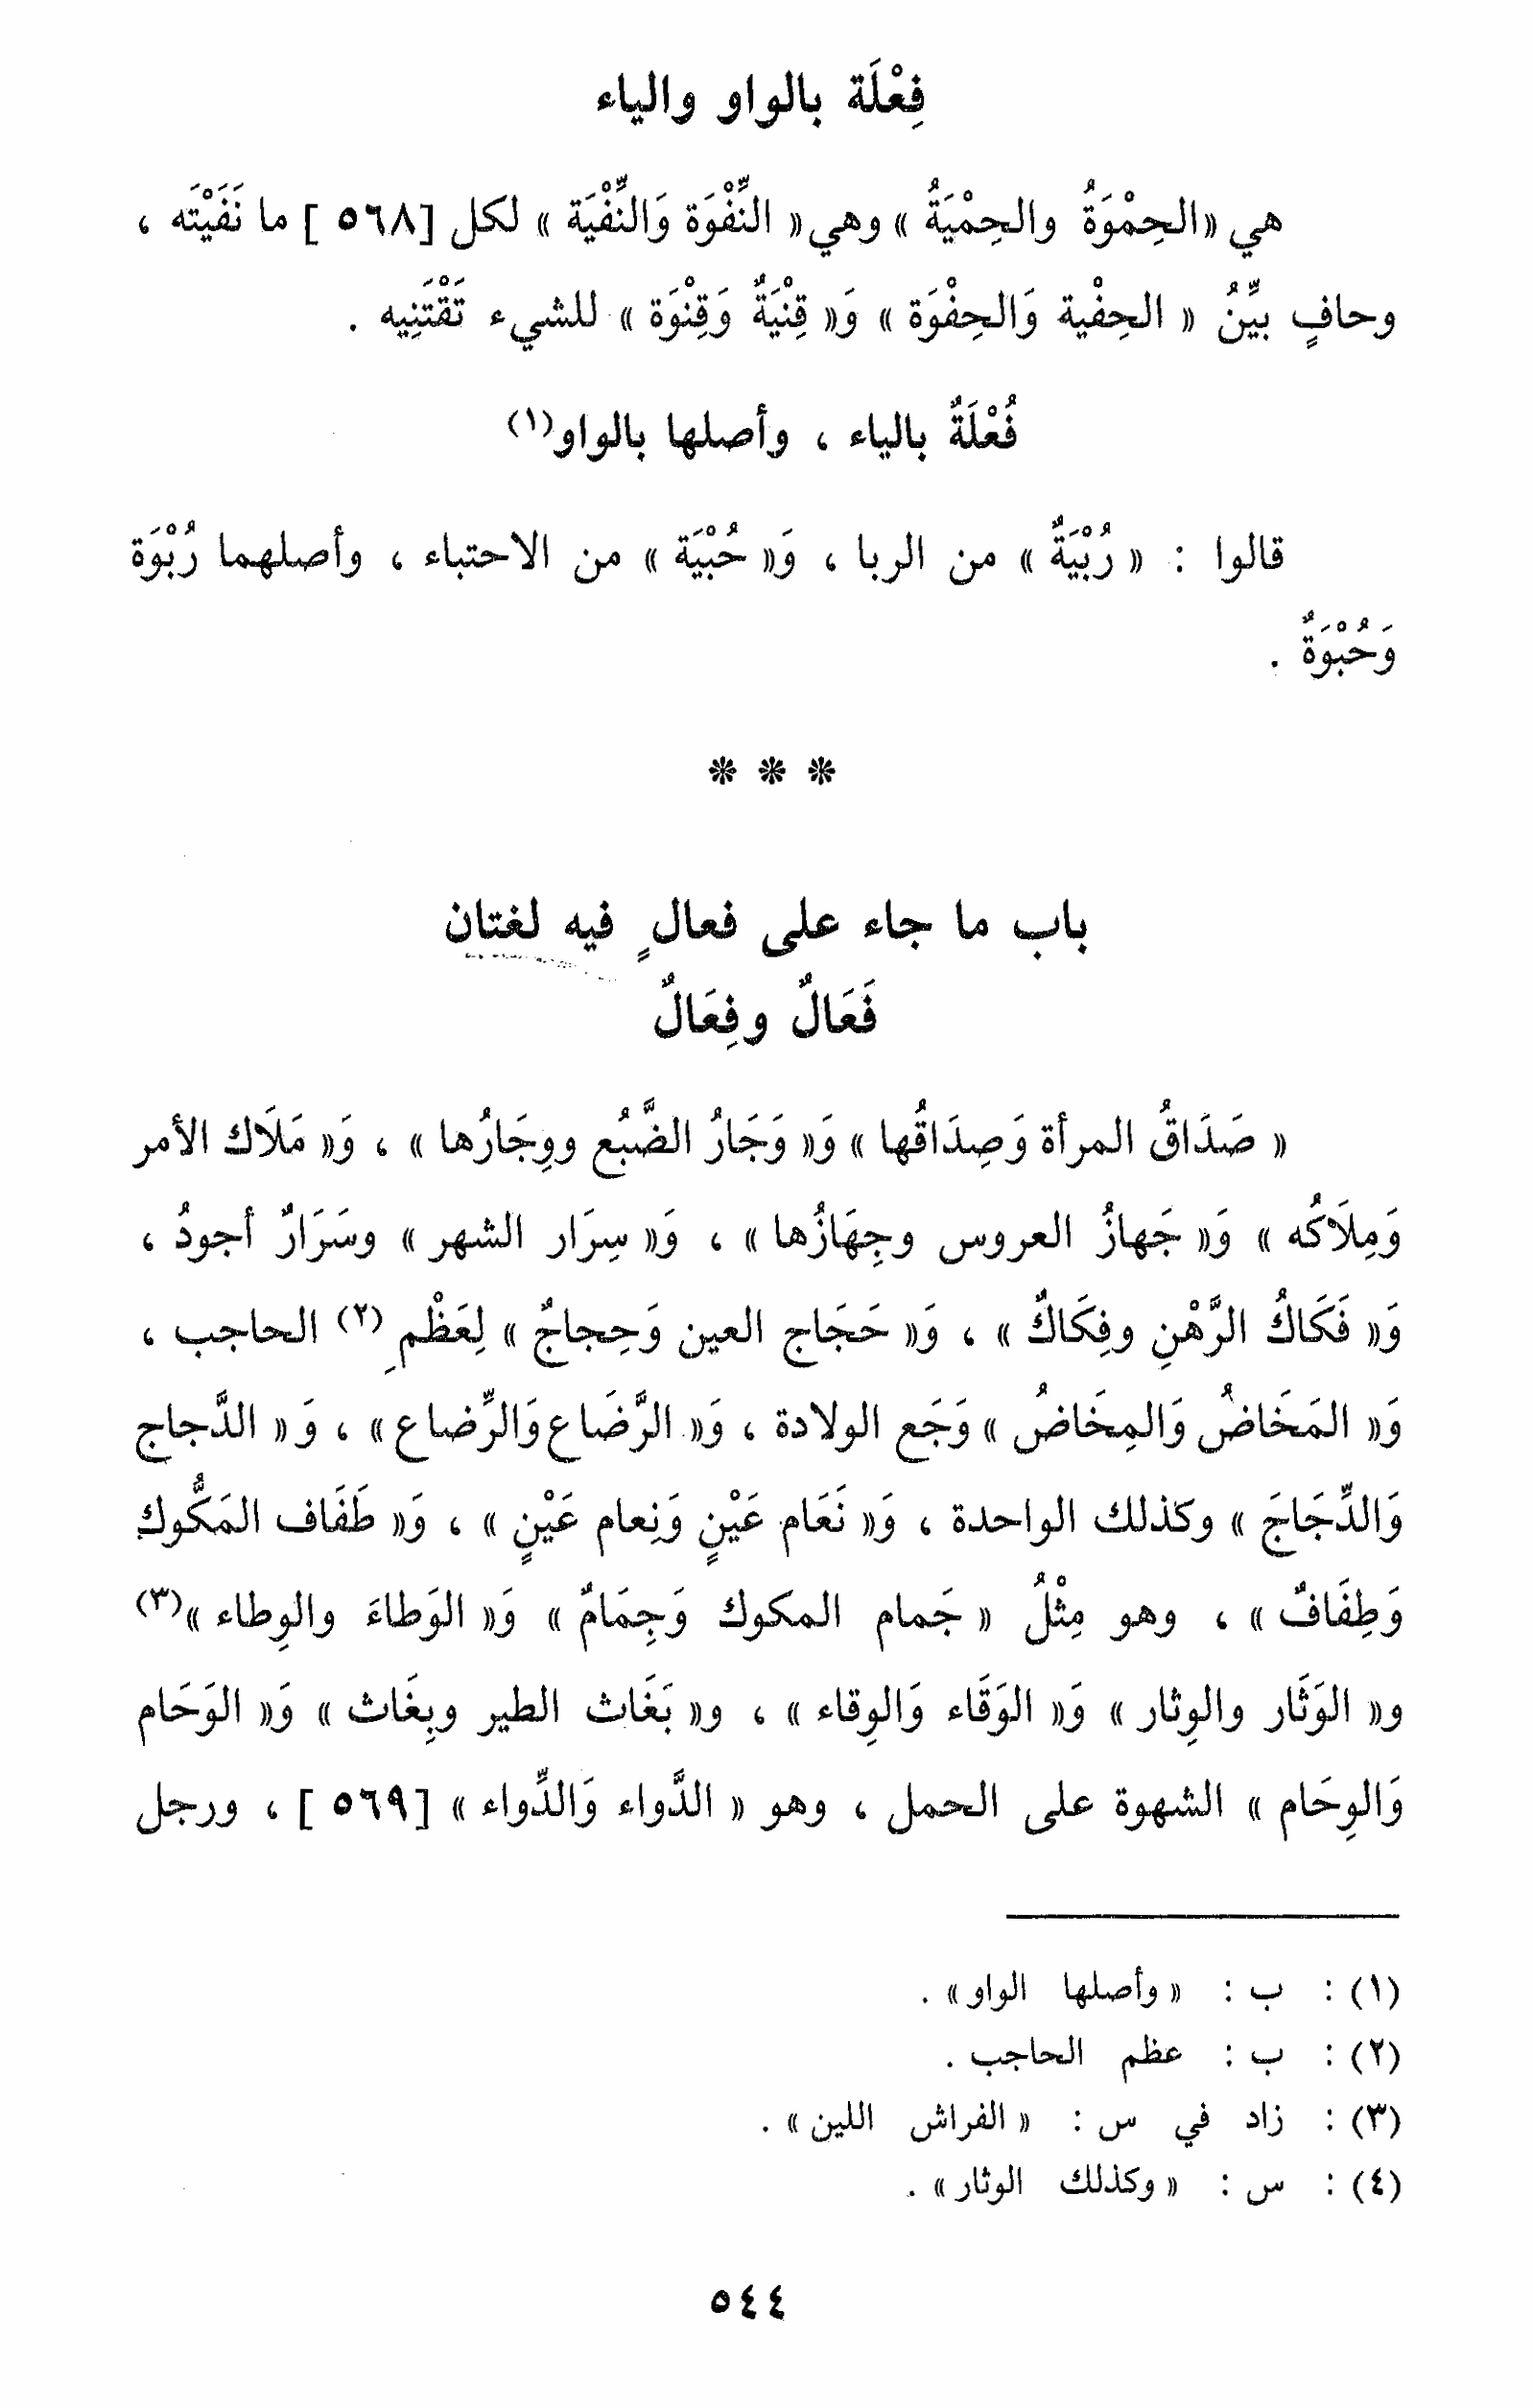 فِعْلَة بالواو والياء
هي «الحِمْوَةُ والحِمْيَةُ » وهي« النِّفْوَة وَالنِّفْيَة » لكل [٥٦٨ ] ما نَفَيْتَه ،
وحافٍ بيِّنُ « الحِفْية وَالحِفْوَة » وَ« قِنْيَةٌ وَقِنْوَة » للشيء تَقْتَنِيه .
فُعْلَةٌ بالياء ، وأصلها بالواو(١)
قالوا : « رُبْيَةٌ » من الربا ، وَ« حُبْيَة » من الاحتباء ، وأصلهما رُبْوَة
وَحُبْوَةٌ .
* * *
باب ما جاء على فعالٍ فيه لغتان
فَعَالٌ وفِعَالٌ
« صَدَاقُ المرأة وَصِدَاقُها » وَ« وَجَارُ الضَّبُع ووِجَارُها » ، وَ« مَلَاك الأمر
وَمِلَاكُه » وَ« جَهازُ العروس وجِهَازُها » ، وَ« سِرَار الشهر » وسَرَارٌ أجودُ ،
وَ« فَكَاكُ الرَّهْنِ وفِكَاكٌ » ، وَ« حَجَاج العين وَحِجاجٌ » لِعَظْمِ (٢) الحاجب ،
وَ« المَخَاضُ وَالمِخَاضُ » وَجَع الولادة ، وَ« الرَّضَاع وَالرِّضاع » ، وَ « الدَّجاج
وَالدِّجَاجَ » وكذلك الواحدة ، وَ« نَعَام عَيْنٍ وَنِعام عَيْنٍ » ، وَ« طَفَاف المَكُّوكِ
وَطِفَافٌ » ، وهو مِثْلُ « جَمام المكوك وَجِمَامٌ » وَ« الوَطاءَ والوِطاء »(٣)
و« الوَثَار والوِثار » وَ« الوَقَاء وَالوِقاء » ، و« بَغَاث الطير وبِغَاث » وَ« الوَحَام
وَالوِحَام » الشهوة على الحمل ، وهو « الدَّواء وَالدِّواء » [٥٦٩ ] ، ورجل
(١) : ب : « وأصلها الواو» .
(٢) : ب : عظم الحاجب .
(٣) : زاد في س : « الفراش اللين » .
(٤) : س : « وكذلك الوثار» .
٥٤٤